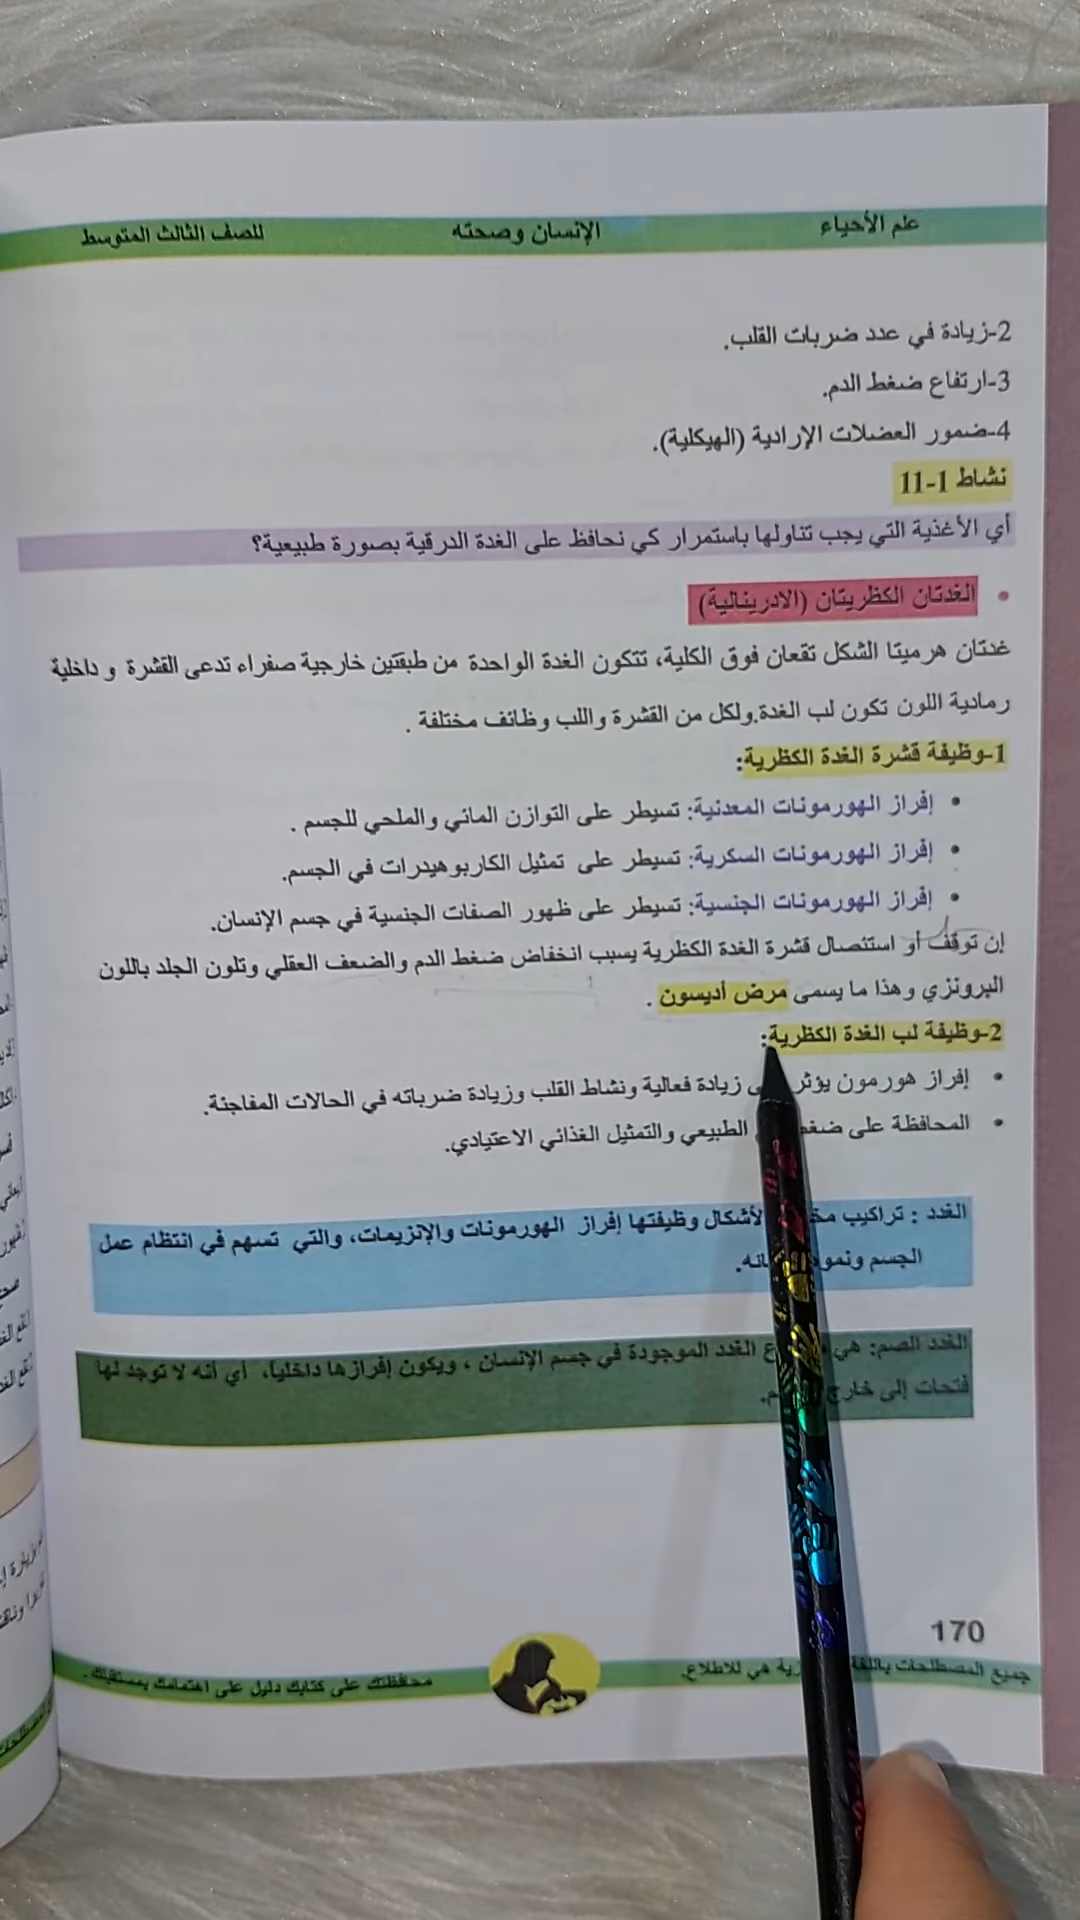 علم الأحياء الإنسان وصحته للصف الثالث المتوسط
2-زيادة في عدد ضربات القلب.
3-ارتفاع ضغط الدم.
4-ضمور العضلات الإرادية (الهيكلية).
نشاط 1-11
أي الأغذية التي يجب تناولها باستمرار كي نحافظ على الغدة الدرقية بصورة طبيعية؟
• الغدتان الكظريتان (الادرينالية)
غدتان هرميتا الشكل تقعان فوق الكلية، تتكون الغدة الواحدة من طبقتين خارجية صفراء تدعى القشرة و داخلية
رمادية اللون تكون لب الغدة.ولكل من القشرة واللب وظائف مختلفة .
1-وظيفة قشرة الغدة الكظرية:
• إفراز الهورمونات المعدنية: تسيطر على التوازن المائي والملحي للجسم .
• إفراز الهورمونات السكرية: تسيطر على تمثيل الكاربوهيدرات في الجسم.
• إفراز الهورمونات الجنسية: تسيطر على ظهور الصفات الجنسية في جسم الإنسان.
إن توقف أو استئصال قشرة الغدة الكظرية يسبب انخفاض ضغط الدم والضعف العقلي وتلون الجلد باللون
البرونزي وهذا ما يسمى مرض أديسون .
2-وظيفة لب الغدة الكظرية:
• إفراز هورمون يؤثر زيادة فعالية ونشاط القلب وزيادة ضرباته في الحالات المفاجئة.
• المحافظة على الطبيعي والتمثيل الغذائي الاعتيادي.
الغدد : تراكيب الأشكال وظيفتها إفراز الهورمونات والإنزيمات، والتي تسهم في انتظام عمل
الجسم
الغدد الصم: هي الغدد الموجودة في جسم الإنسان ، ويكون إفرازها داخلياً، أي أنه لا توجد لها
فتحات إلى خارج
170
جميع المصطلحات هي للاطلاع. محافظتك على كتابك دليل على اهتمامك بمستقبلك .